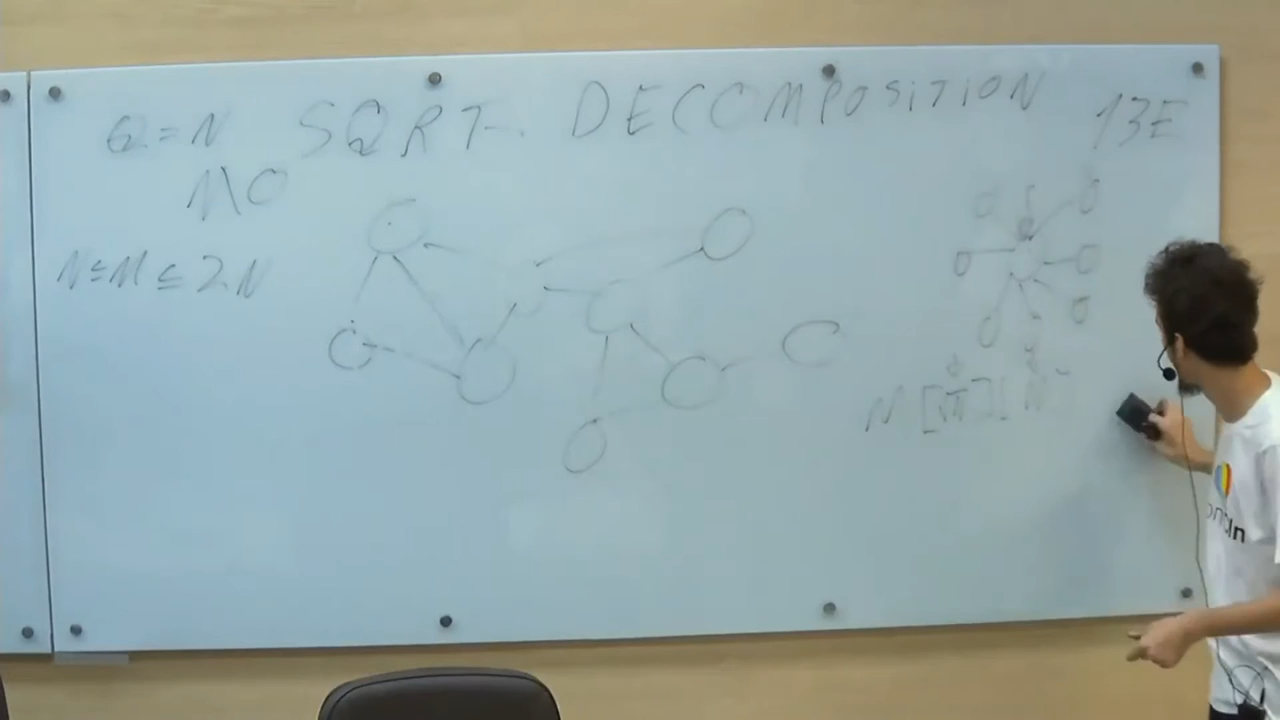 Q=N SQRT DECOMPOSITION 13E
MO
N≤M≤2N